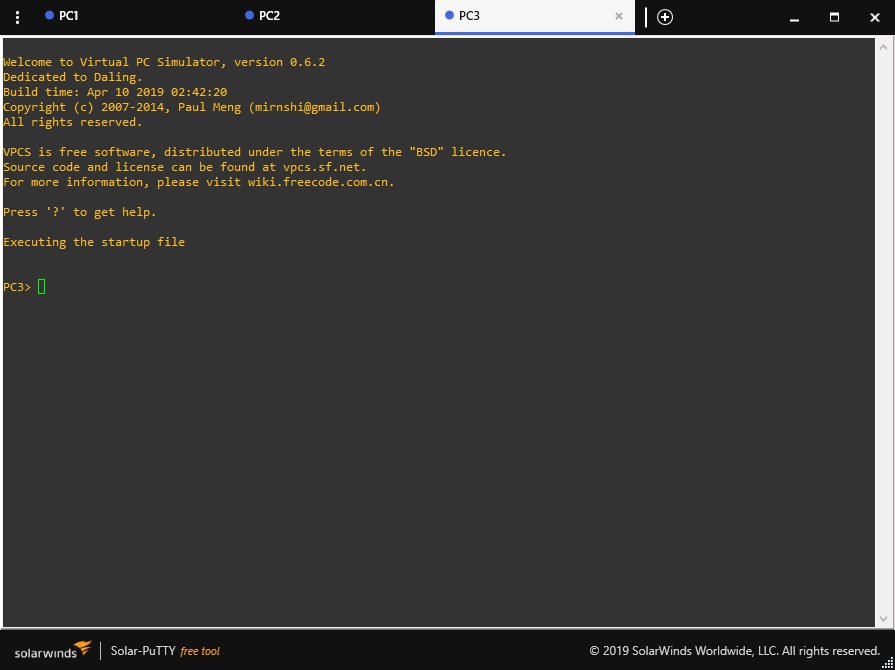 PC1
PC2
PC3
Welcome to Virtual PC Simulator, version 0.6.2
Dedicated to Daling.
Build time: Apr 10 2019 02:42:20
Copyright (c) 2007-2014, Paul Meng (mirnshi@gmail.com)
All rights reserved.
VPCS is free software, distributed under the terms of the "BSD" licence.
Source code and license can be found at vpcs.sf.net.
For more information, please visit wiki.freecode.com.cn.
Press '?' to get help.
Executing the startup file
PC3>
solarwinds
Solar-PuTTY free tool
© 2019 SolarWinds Worldwide, LLC. All rights reserved.